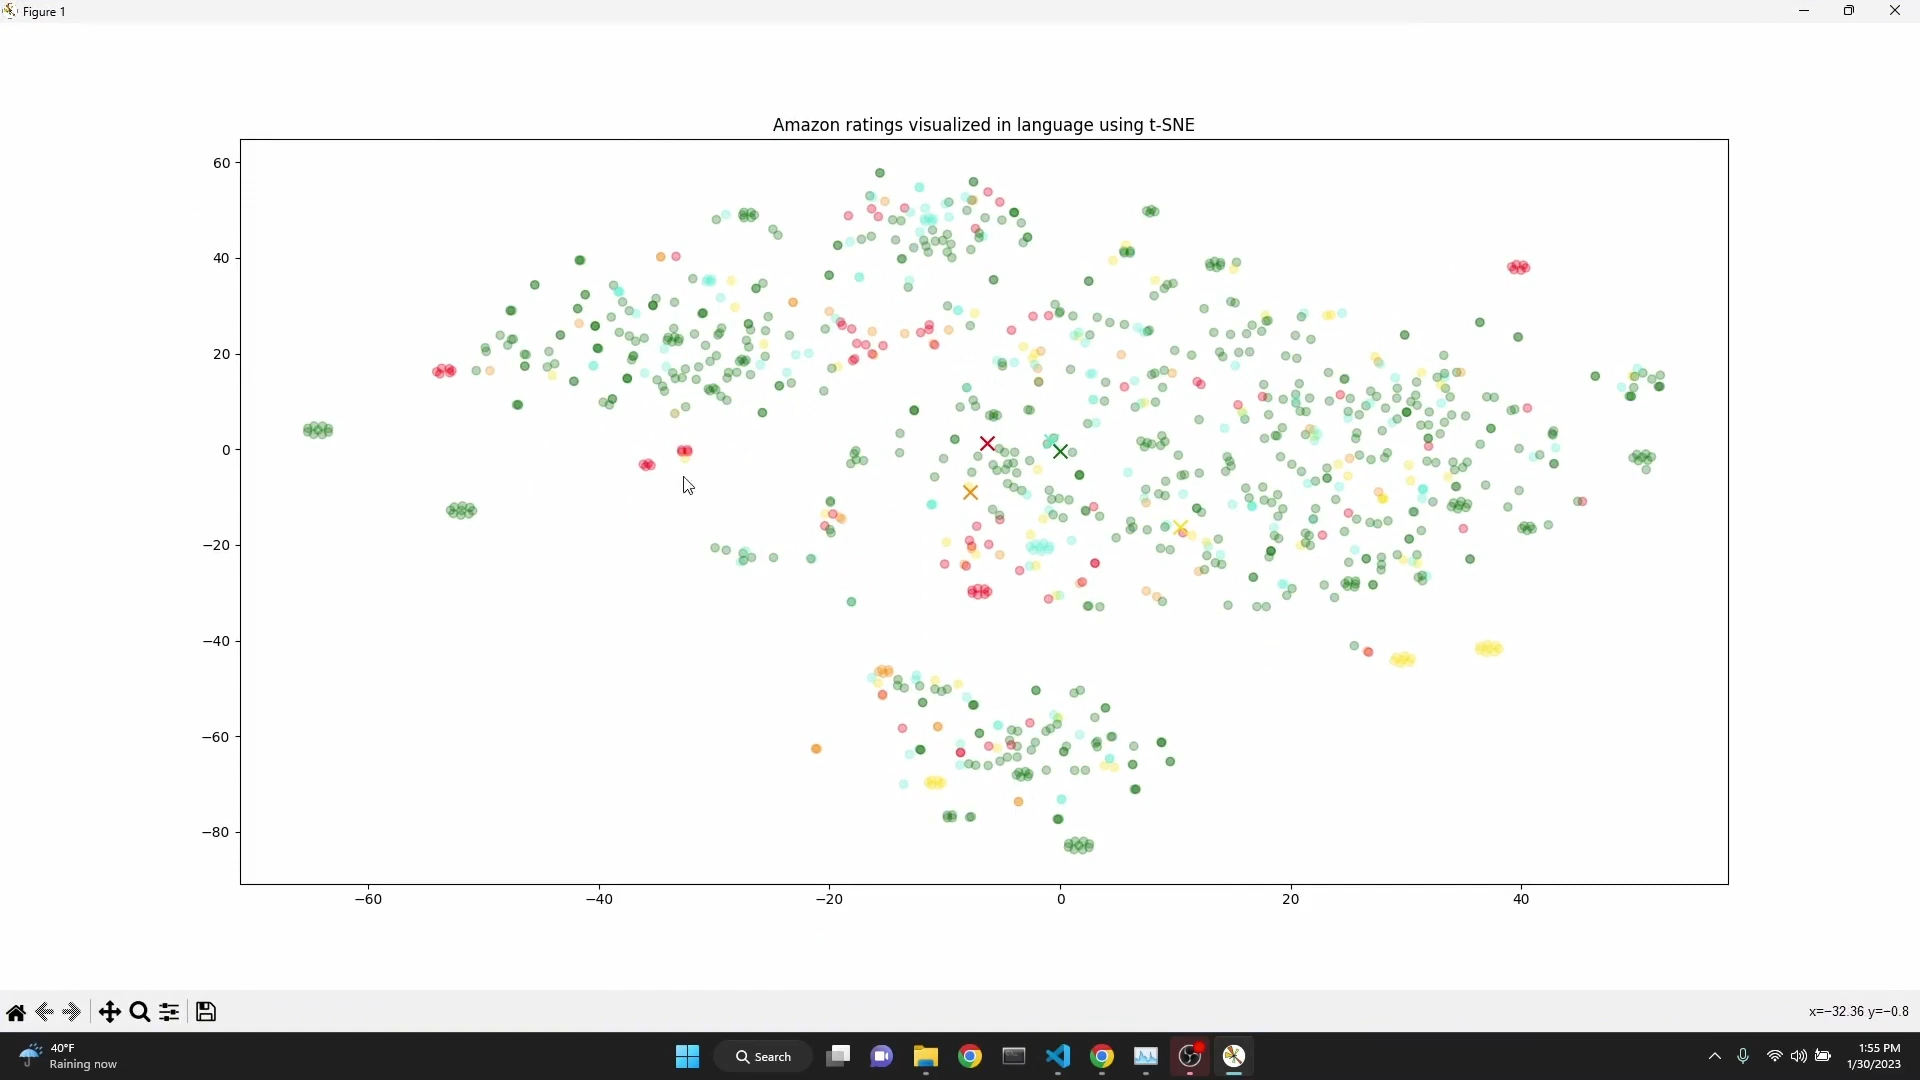 Figure 1
Amazon ratings visualized in language using t-SNE
60
40
20
0
−20
−40
−60
−80
−60
−40
−20
0
20
40
x=−32.36 y=−0.8
40°F
Raining now
Search
1:55 PM
1/30/2023